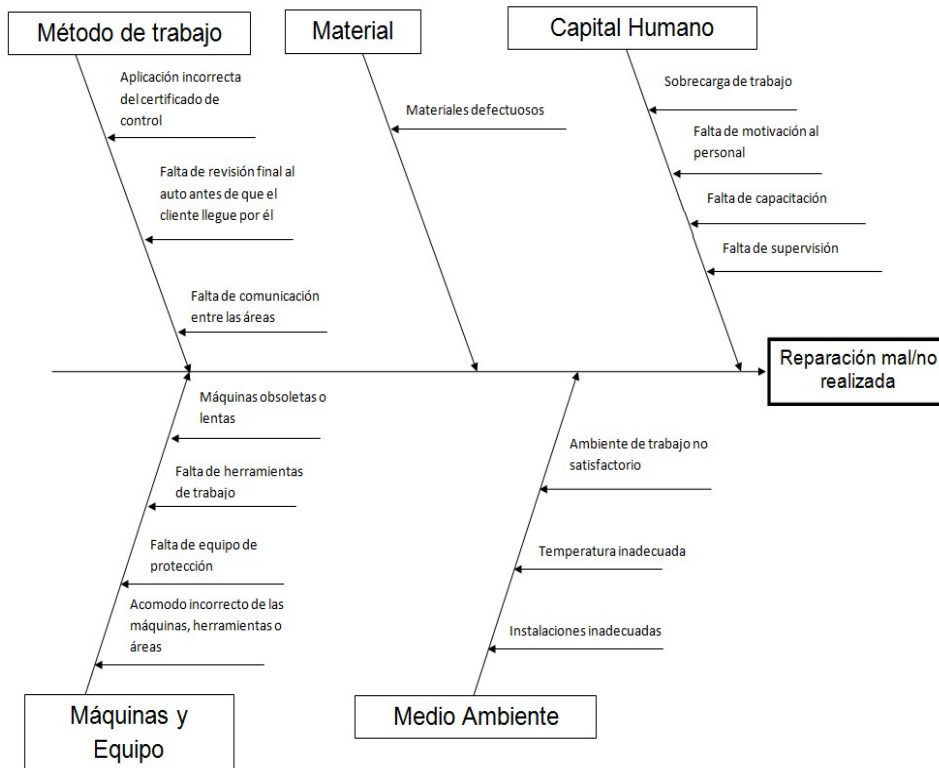 Método de trabajo
Material
Capital Humano
Aplicación incorrecta
del certificado de
control
Falta de revisión final al
auto antes de que el
cliente llegue por él
Falta de comunicación
entre las áreas
Materiales defectuosos
Sobrecarga de trabajo
Falta de motivación al
personal
Falta de capacitación
Falta de supervisión
Reparación mal/no
realizada
Máquinas obsoletas o
lentas
Falta de herramientas
de trabajo
Falta de equipo de
protección
Acomodo incorrecto de las
máquinas, herramientas o
áreas
Ambiente de trabajo no
satisfactorio
Temperatura inadecuada
Instalaciones inadecuadas
Máquinas y
Equipo
Medio Ambiente